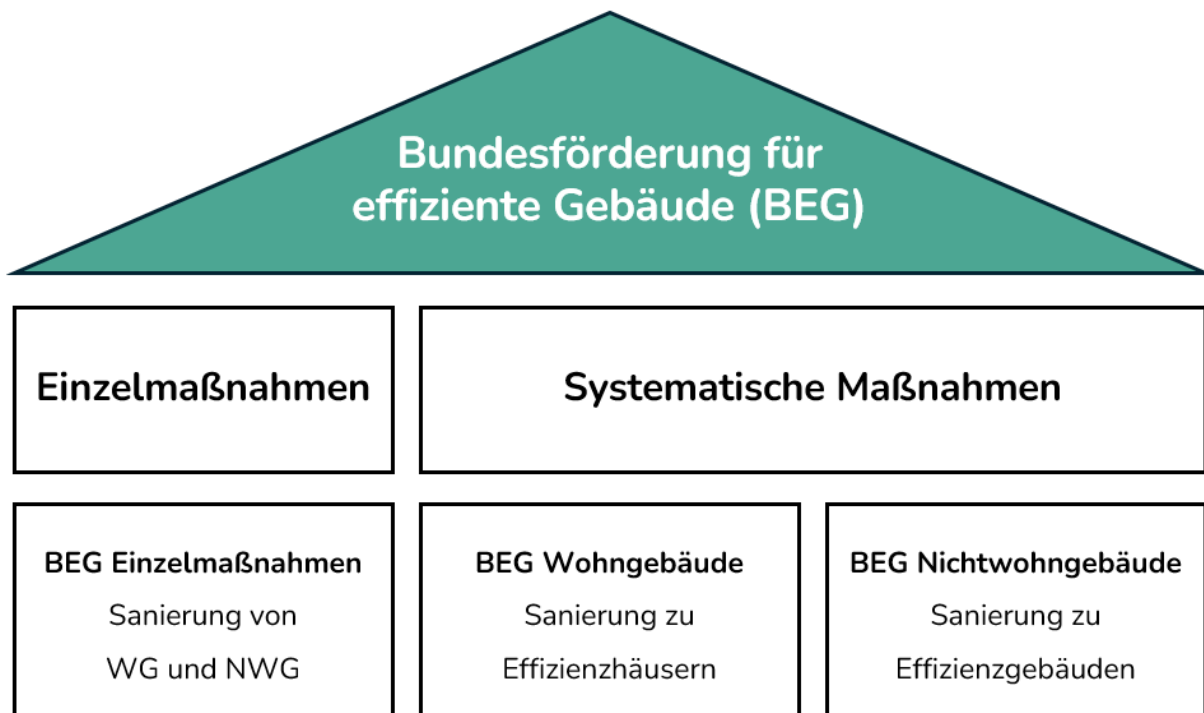 Bundesförderung für
effiziente Gebäude (BEG)
Einzelmaßnahmen
Systematische Maßnahmen
BEG Einzelmaßnahmen
Sanierung von
WG und NWG
BEG Wohngebäude
Sanierung zu
Effizienzhäusern
BEG Nichtwohngebäude
Sanierung zu
Effizienzgebäuden